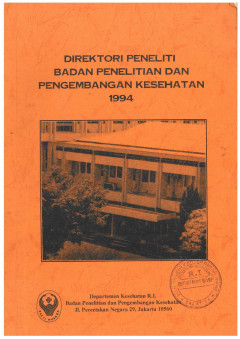 DIREKTORI PENELITI
BADAN PENELITIAN DAN
PENGEMBANGAN KESEHATAN
1994
R.I.
Departemen Kesehatan R.I.
Badan Penelitian dan Pengembangan Kesehatan
Jl. Percetakan Negara 29, Jakarta 10560